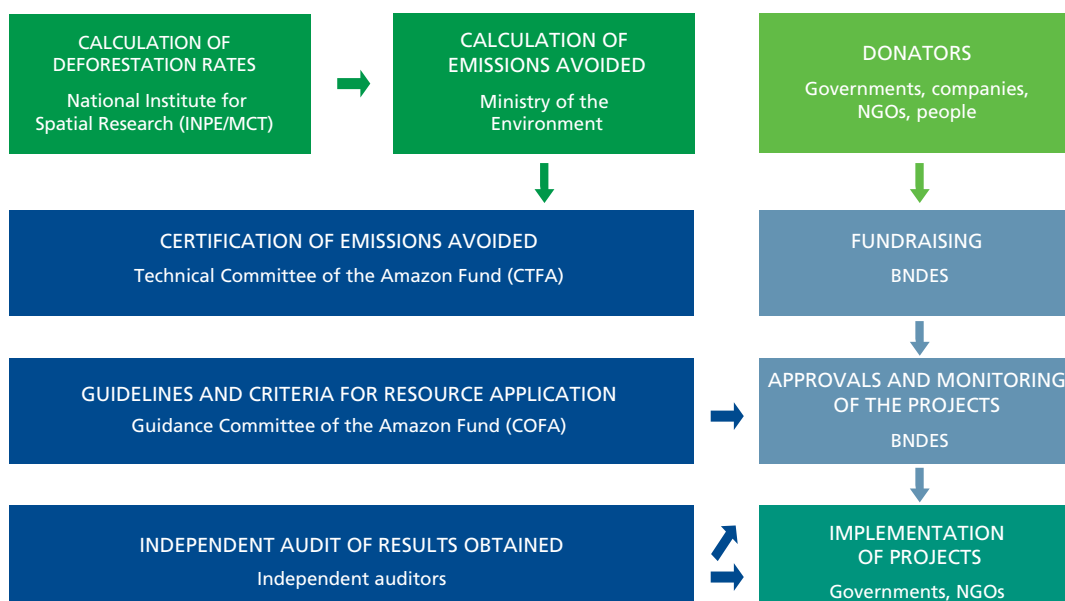 CALCULATION OF
DEFORESTATION RATES
National Institute for
Spatial Research (INPE/MCT)
CALCULATION OF
EMISSIONS AVOIDED
Ministry of the
Environment
DONATORS
Governments, companies,
NGOs, people
CERTIFICATION OF EMISSIONS AVOIDED
Technical Committee of the Amazon Fund (CTFA)
FUNDRAISING
BNDES
GUIDELINES AND CRITERIA FOR RESOURCE APPLICATION
Guidance Committee of the Amazon Fund (COFA)
APPROVALS AND MONITORING
OF THE PROJECTS
BNDES
INDEPENDENT AUDIT OF RESULTS OBTAINED
Independent auditors
IMPLEMENTATION
OF PROJECTS
Governments, NGOs